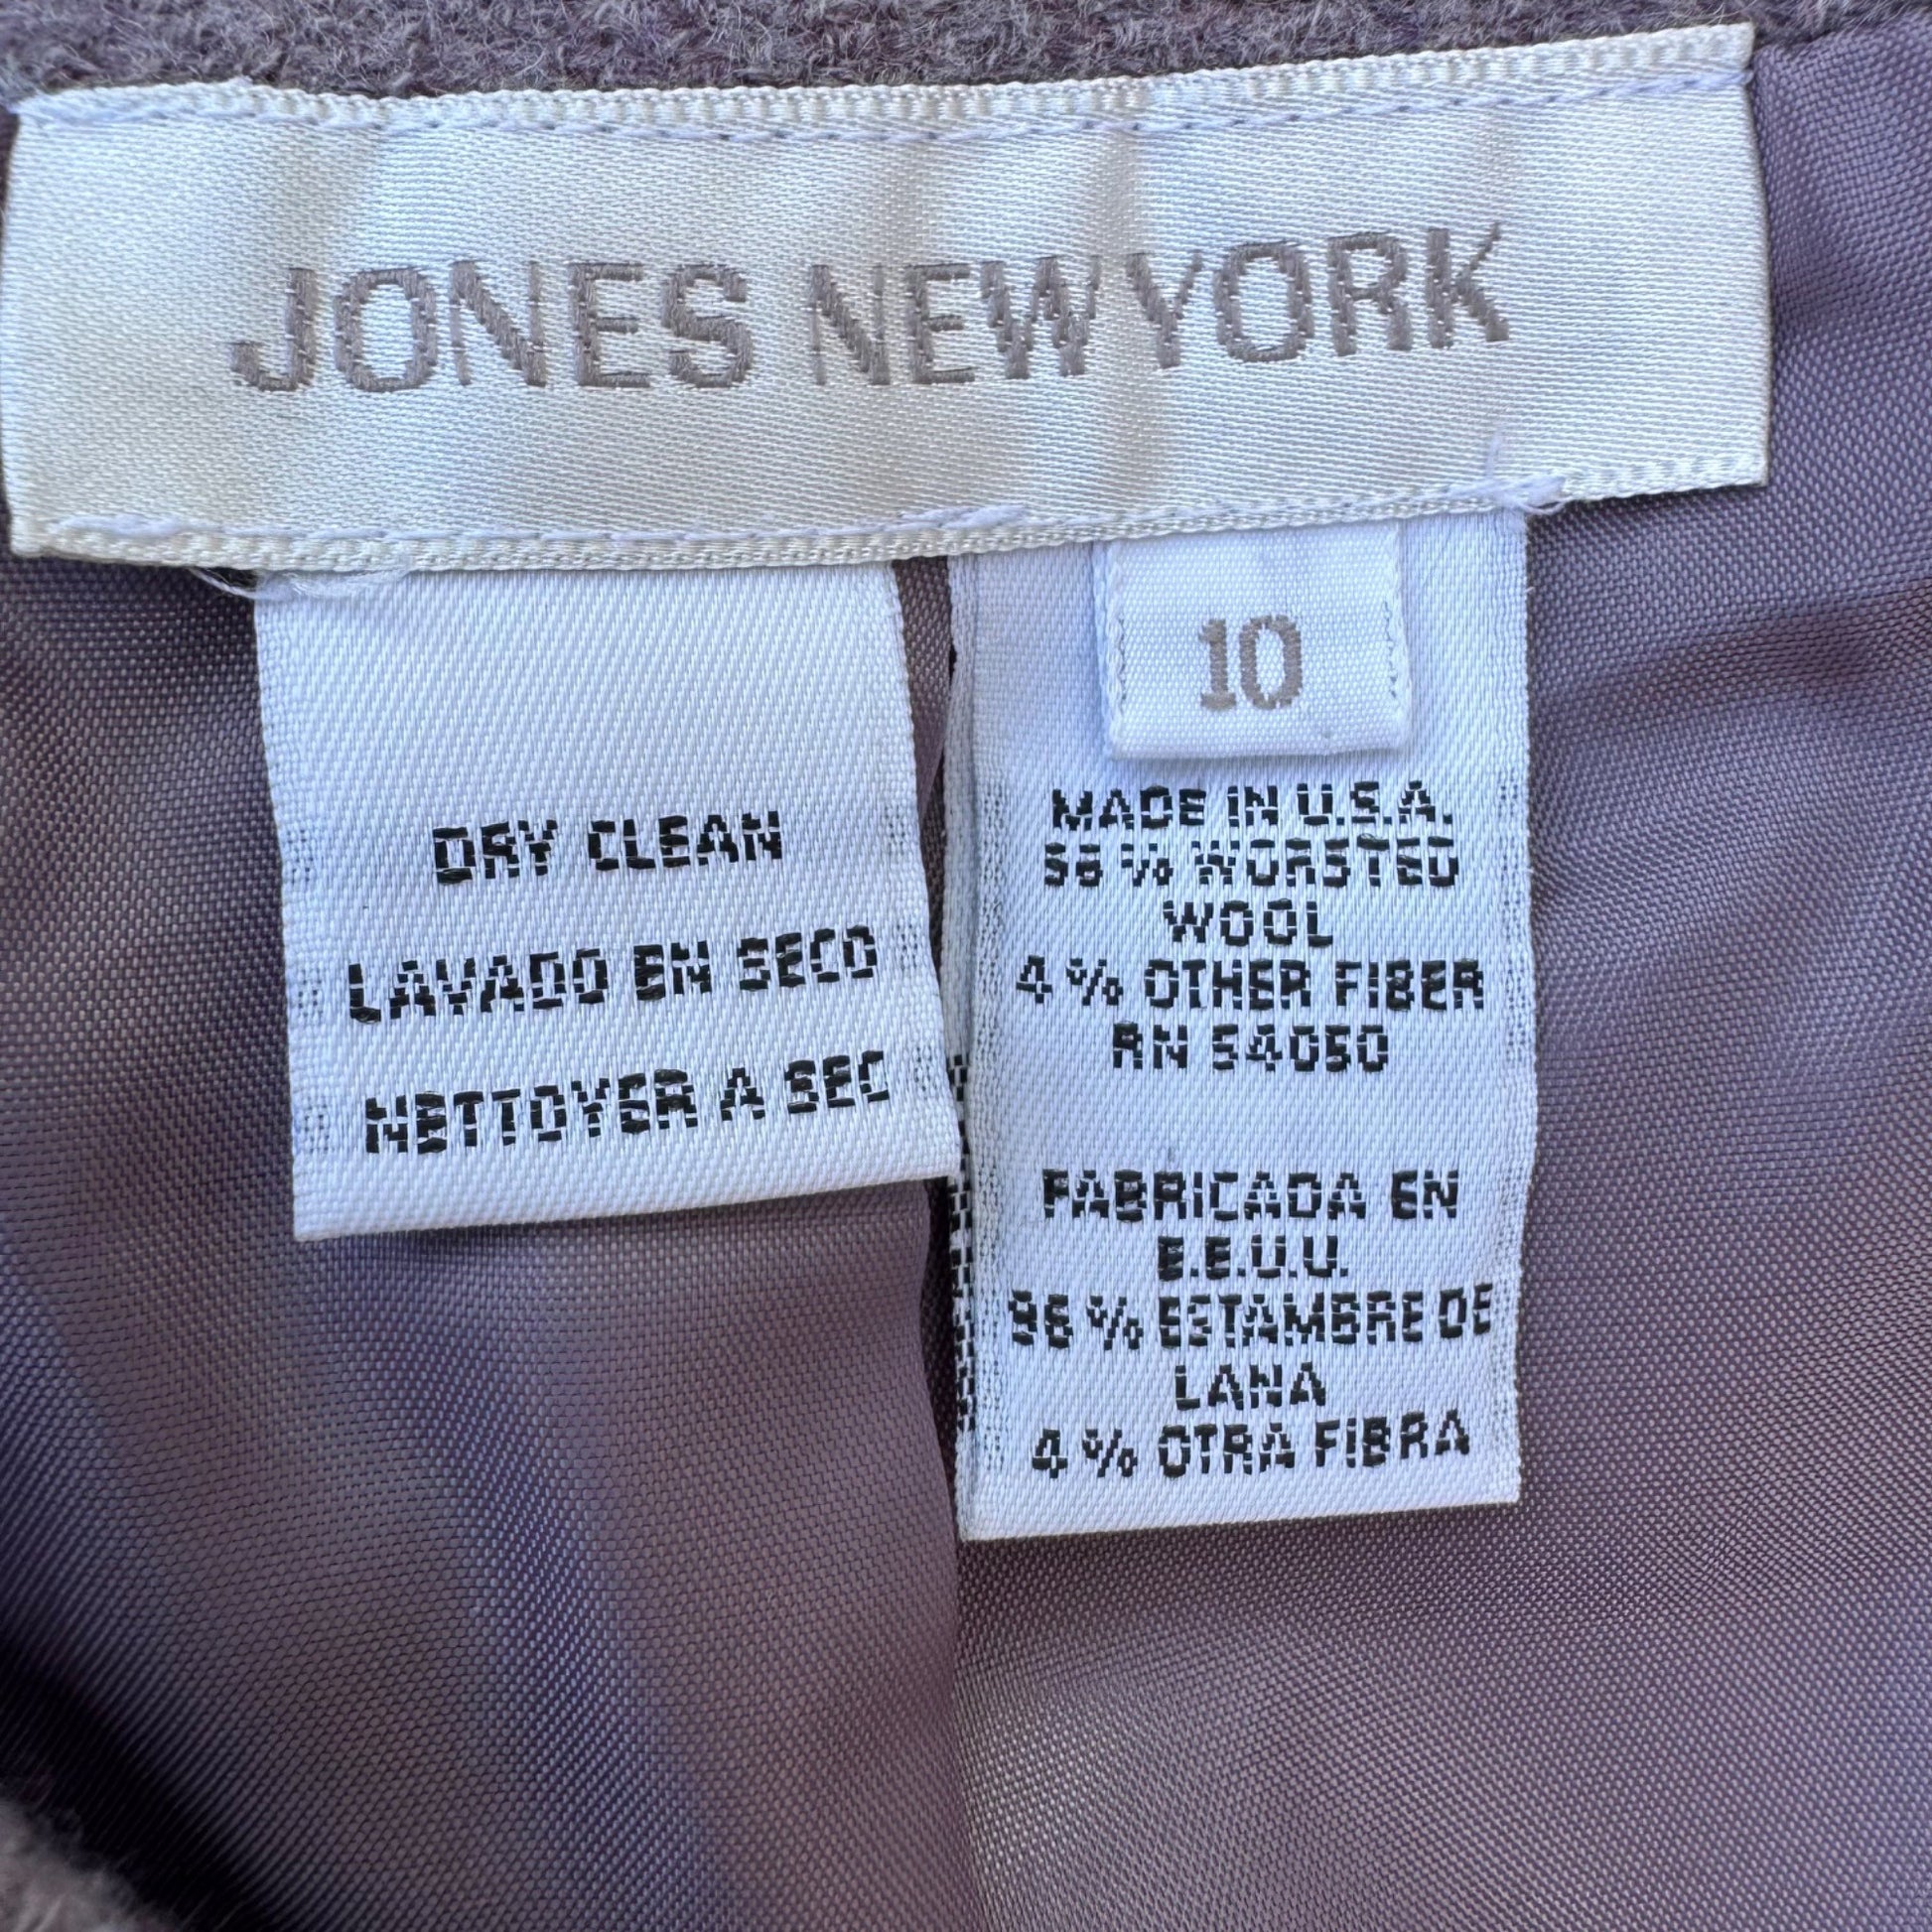 JONES NEW YORK
10
DRY CLEAN
LAVADO EN SECO
NETTOYER A SEC
MADE IN U.S.A.
96 % WORSTED
WOOL
4 % OTHER FIBER
RN 54050
FABRICADA EN
E.E.U.U.
96 % ESTAMBRE DE
LANA
4 % OTRA FIBRA